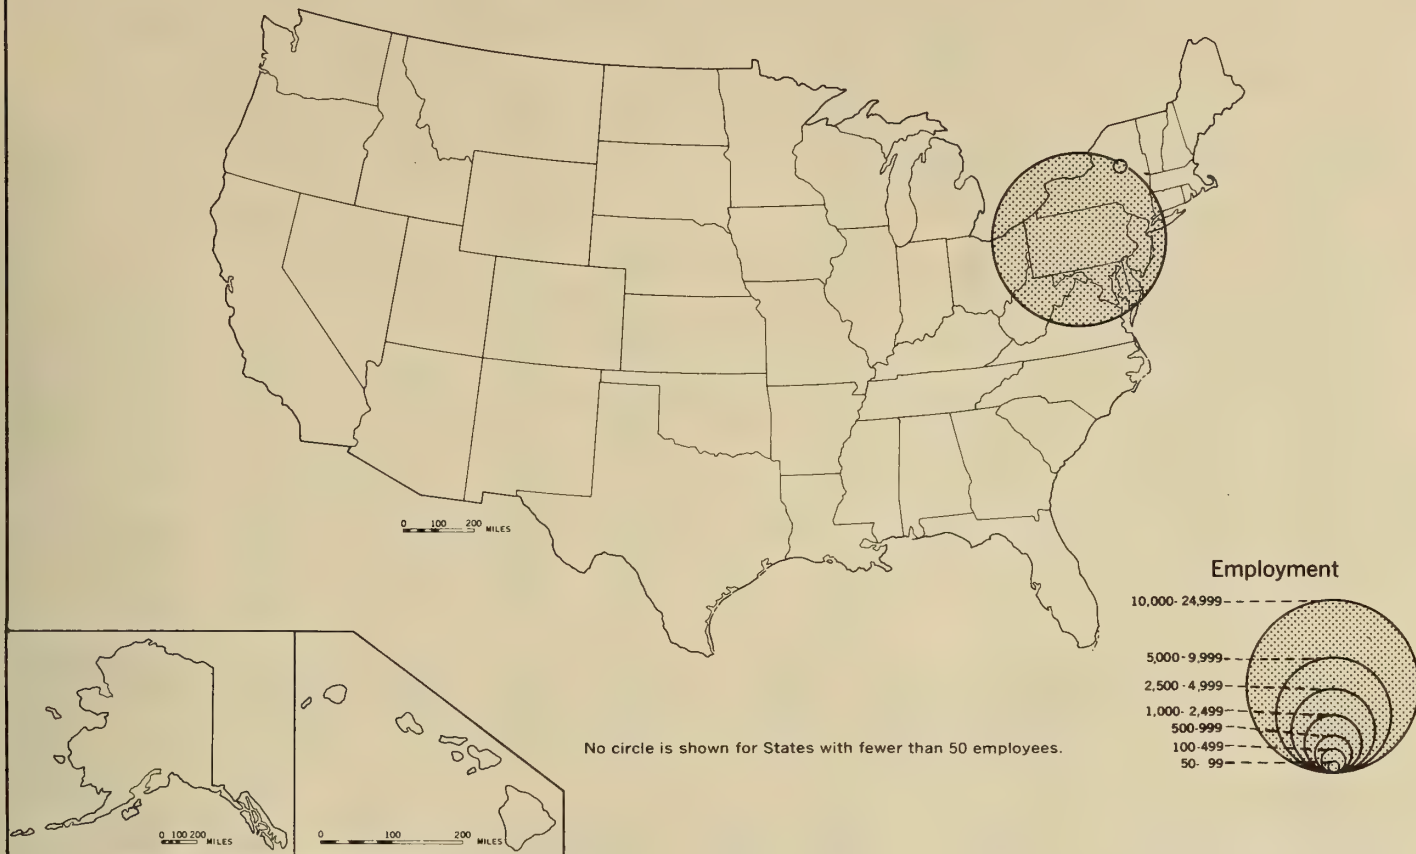 0 100 200 MILES
Employment
10,000-24,999
5,000-9,999
2,500-4,999
1,000-2,499
500-999
100-499
50-99
No circle is shown for States with fewer than 50 employees.
0 100 200 MILES
0 100 200 MILES